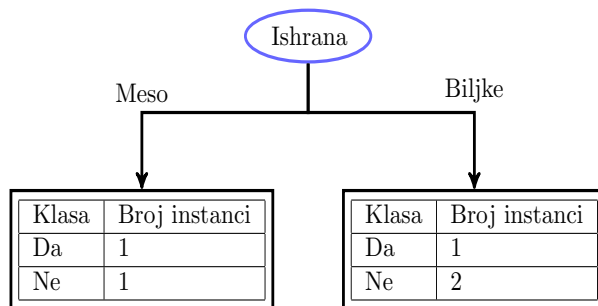 Ishrana
Meso
Biljke
Klasa Broj instanci
Da 1
Ne 1
Klasa Broj instanci
Da 1
Ne 2